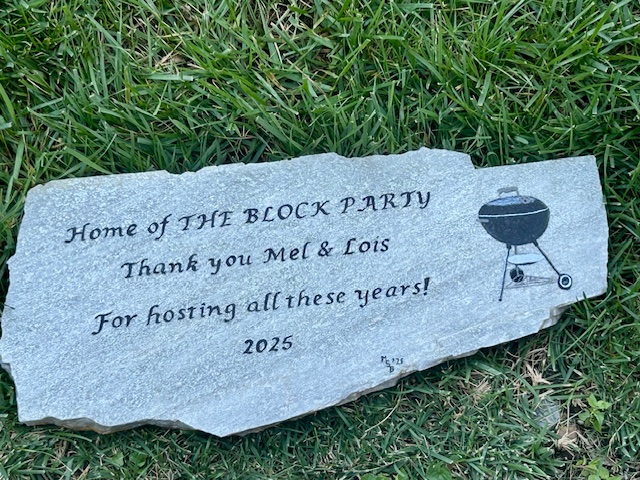 Home of THE BLOCK PARTY
Thank you Mel & Lois
For hosting all these years!
2025